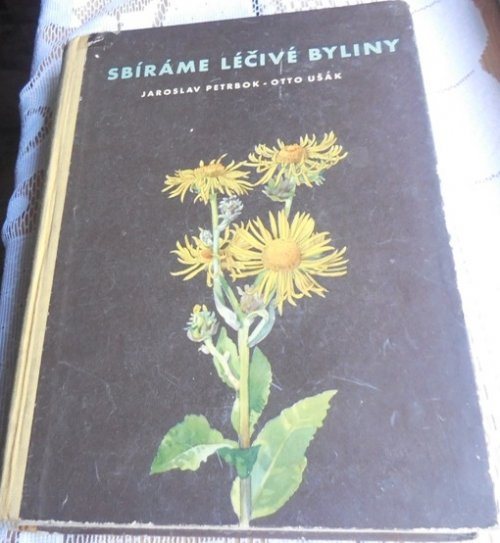 SBÍRÁME LÉČIVÉ BYLINY
JAROSLAV PETRBOK - OTTO UŠÁK